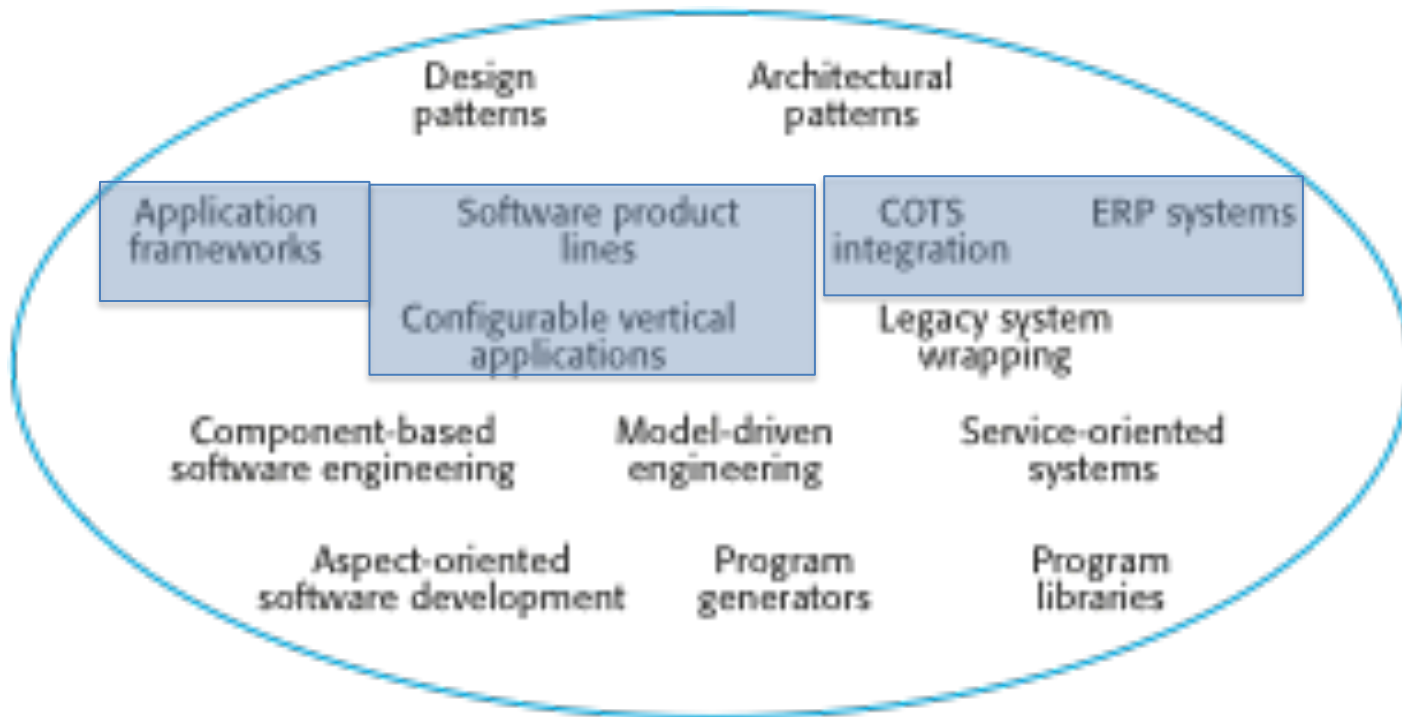 Design
patterns
Architectural
patterns
Application
frameworks
Software product
lines
COTS
integration
ERP systems
Configurable vertical
applications
Legacy system
wrapping
Component-based
software engineering
Model-driven
engineering
Service-oriented
systems
Aspect-oriented
software development
Program
generators
Program
libraries